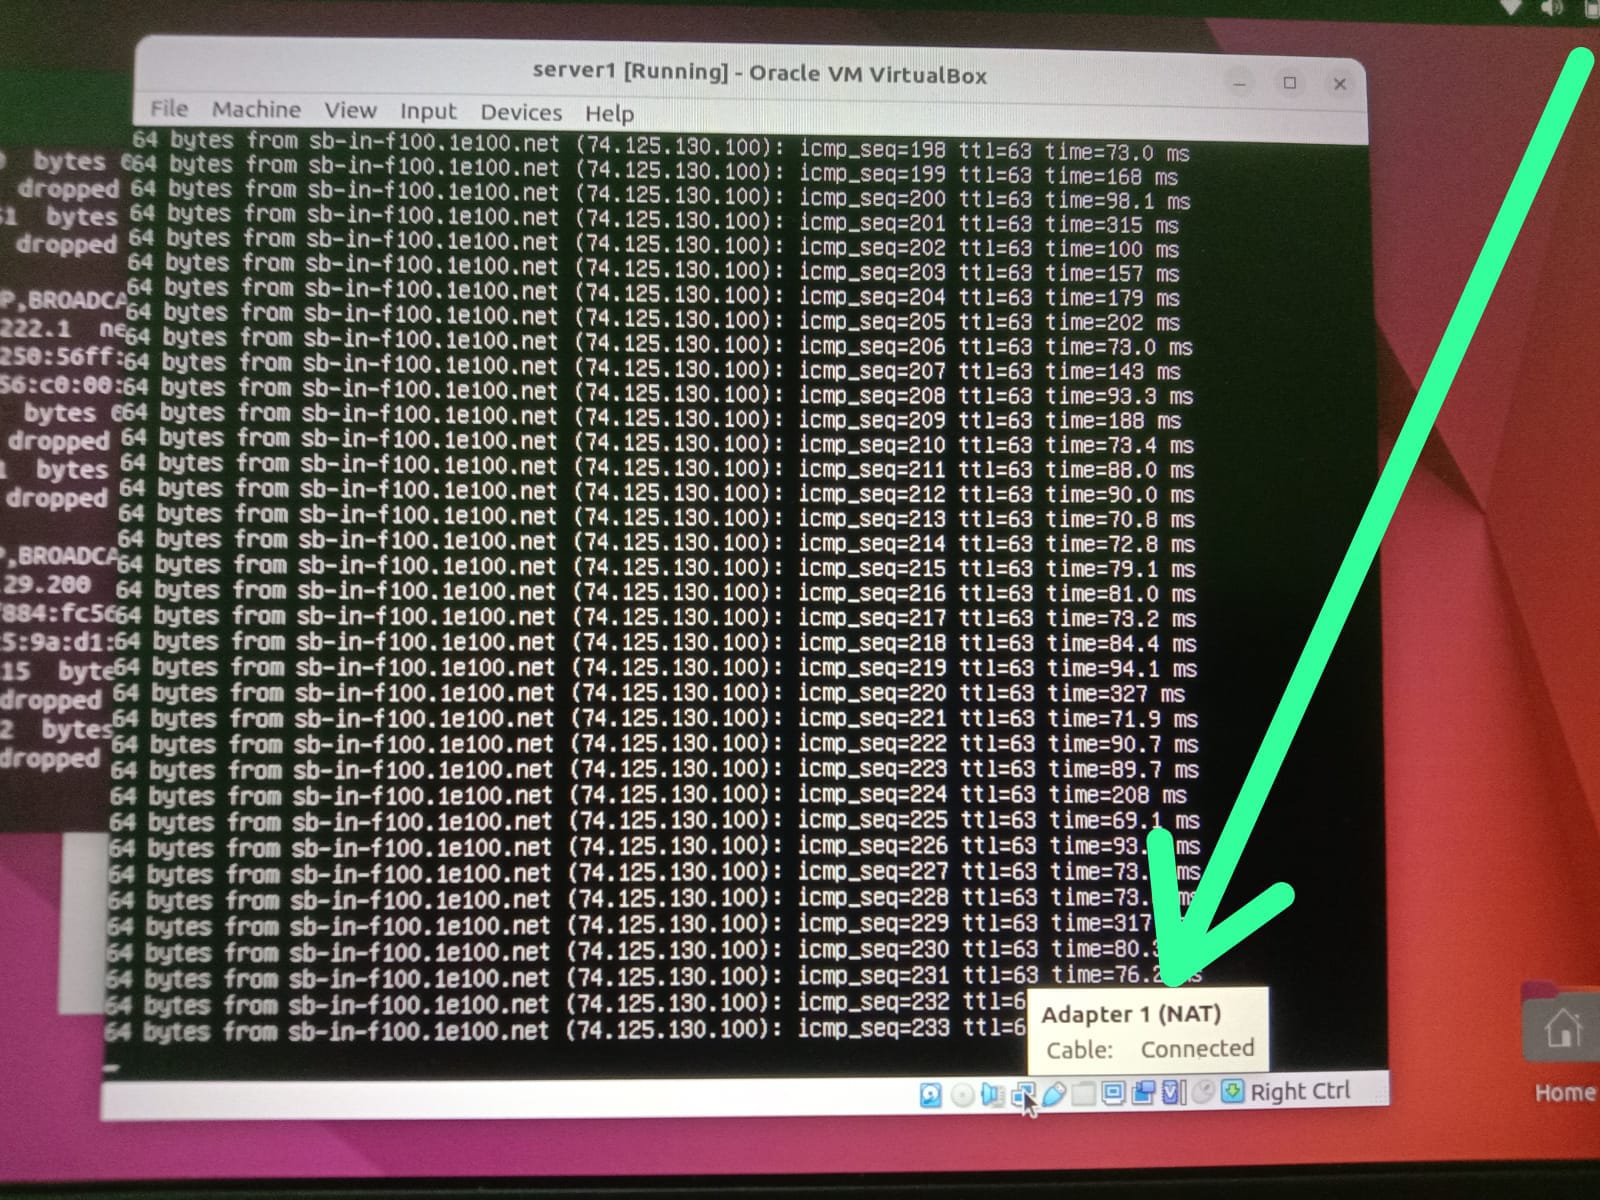 server1 [Running] - Oracle VM VirtualBox
File Machine View Input Devices Help
64 bytes from sb-in-f100.1e100.net (74.125.130.100): icmp_seq=198 ttl=63 time=73.0 ms
64 bytes from sb-in-f100.1e100.net (74.125.130.100): icmp_seq=199 ttl=63 time=168 ms
64 bytes from sb-in-f100.1e100.net (74.125.130.100): icmp_seq=200 ttl=63 time=98.1 ms
64 bytes from sb-in-f100.1e100.net (74.125.130.100): icmp_seq=201 ttl=63 time=315 ms
64 bytes from sb-in-f100.1e100.net (74.125.130.100): icmp_seq=202 ttl=63 time=100 ms
64 bytes from sb-in-f100.1e100.net (74.125.130.100): icmp_seq=203 ttl=63 time=157 ms
64 bytes from sb-in-f100.1e100.net (74.125.130.100): icmp_seq=204 ttl=63 time=179 ms
64 bytes from sb-in-f100.1e100.net (74.125.130.100): icmp_seq=205 ttl=63 time=202 ms
64 bytes from sb-in-f100.1e100.net (74.125.130.100): icmp_seq=206 ttl=63 time=73.0 ms
64 bytes from sb-in-f100.1e100.net (74.125.130.100): icmp_seq=207 ttl=63 time=143 ms
64 bytes from sb-in-f100.1e100.net (74.125.130.100): icmp_seq=208 ttl=63 time=93.3 ms
64 bytes from sb-in-f100.1e100.net (74.125.130.100): icmp_seq=209 ttl=63 time=188 ms
64 bytes from sb-in-f100.1e100.net (74.125.130.100): icmp_seq=210 ttl=63 time=73.4 ms
64 bytes from sb-in-f100.1e100.net (74.125.130.100): icmp_seq=211 ttl=63 time=88.0 ms
64 bytes from sb-in-f100.1e100.net (74.125.130.100): icmp_seq=212 ttl=63 time=90.0 ms
64 bytes from sb-in-f100.1e100.net (74.125.130.100): icmp_seq=213 ttl=63 time=70.8 ms
64 bytes from sb-in-f100.1e100.net (74.125.130.100): icmp_seq=214 ttl=63 time=72.8 ms
64 bytes from sb-in-f100.1e100.net (74.125.130.100): icmp_seq=215 ttl=63 time=79.1 ms
64 bytes from sb-in-f100.1e100.net (74.125.130.100): icmp_seq=216 ttl=63 time=81.0 ms
64 bytes from sb-in-f100.1e100.net (74.125.130.100): icmp_seq=217 ttl=63 time=73.2 ms
64 bytes from sb-in-f100.1e100.net (74.125.130.100): icmp_seq=218 ttl=63 time=84.4 ms
64 bytes from sb-in-f100.1e100.net (74.125.130.100): icmp_seq=219 ttl=63 time=94.1 ms
64 bytes from sb-in-f100.1e100.net (74.125.130.100): icmp_seq=220 ttl=63 time=327 ms
64 bytes from sb-in-f100.1e100.net (74.125.130.100): icmp_seq=221 ttl=63 time=71.9 ms
64 bytes from sb-in-f100.1e100.net (74.125.130.100): icmp_seq=222 ttl=63 time=90.7 ms
64 bytes from sb-in-f100.1e100.net (74.125.130.100): icmp_seq=223 ttl=63 time=89.7 ms
64 bytes from sb-in-f100.1e100.net (74.125.130.100): icmp_seq=224 ttl=63 time=208 ms
64 bytes from sb-in-f100.1e100.net (74.125.130.100): icmp_seq=225 ttl=63 time=69.1 ms
64 bytes from sb-in-f100.1e100.net (74.125.130.100): icmp_seq=226 ttl=63 time=93. ms
64 bytes from sb-in-f100.1e100.net (74.125.130.100): icmp_seq=227 ttl=63 time=73. ms
64 bytes from sb-in-f100.1e100.net (74.125.130.100): icmp_seq=228 ttl=63 time=73.
64 bytes from sb-in-f100.1e100.net (74.125.130.100): icmp_seq=229 ttl=63 time=317
64 bytes from sb-in-f100.1e100.net (74.125.130.100): icmp_seq=230 ttl=63 time=80.
64 bytes from sb-in-f100.1e100.net (74.125.130.100): icmp_seq=231 ttl=63 time=76.2
64 bytes from sb-in-f100.1e100.net (74.125.130.100): icmp_seq=232 ttl=6
64 bytes from sb-in-f100.1e100.net (74.125.130.100): icmp_seq=233 ttl=6
Adapter 1 (NAT)
Cable: Connected
Right Ctrl
bytes
dropped
51 bytes
dropped
P,BROADCA
222.1 ne
250:56ff:
56:c0:00:
bytes
dropped
bytes
dropped
,BROADCA
29.200
884:fc56
5:9a:d1:
15 byte
dropped
2 bytes
dropped
Home